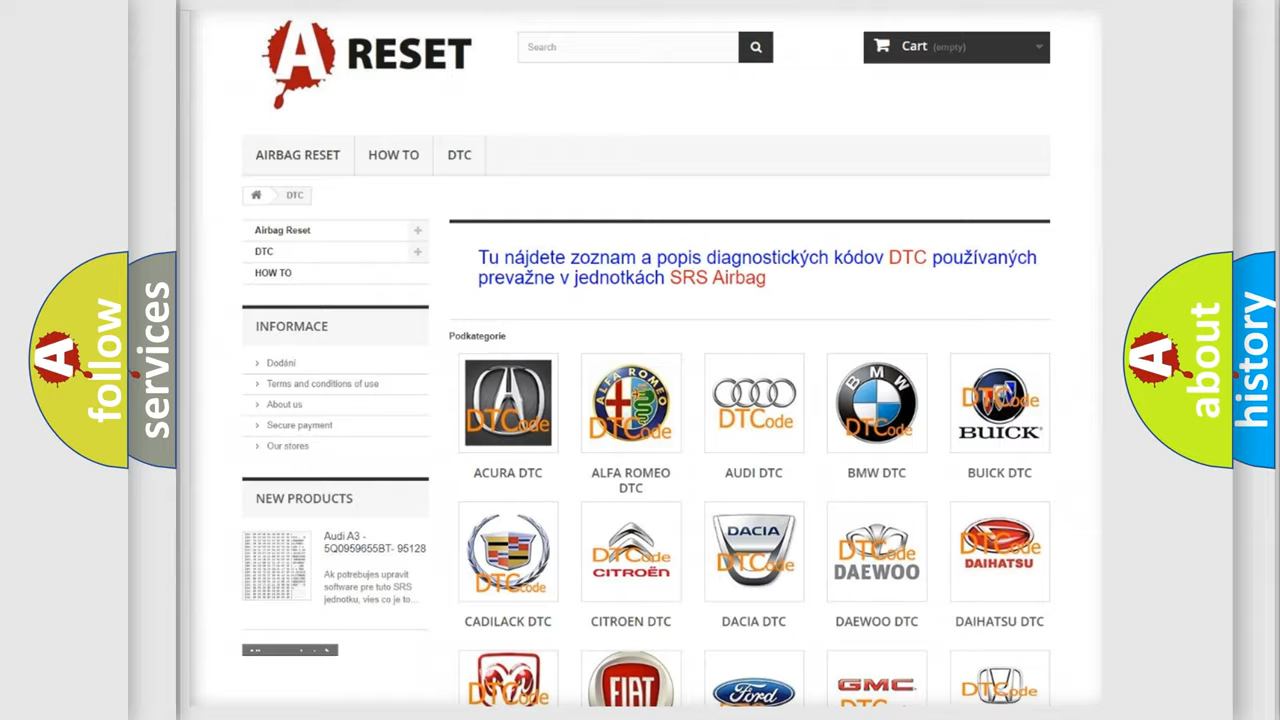 A RESET
Search
Cart (empty)
AIRBAG RESET
HOW TO
DTC
DTC
Airbag Reset
DTC
HOW TO
INFORMACE
Dodání
Terms and conditions of use
About us
Secure payment
Our stores
NEW PRODUCTS
Audi A3 -
5Q0959655BT- 95128
Ak potrebujes upravit
software pre tuto SRS
jednotku, vies co je to...
Tu nájdete zoznam a popis diagnostických kódov DTC používaných
prevažne v jednotkách SRS Airbag
Podkategorie
DTCode
ALFA ROMEO
DTCode
DTCode
BMW
DTCode
DTCode
BUICK
ACURA DTC
ALFA ROMEO
DTC
AUDI DTC
BMW DTC
BUICK DTC
DTCode
DTCode
CITROËN
DACIA
DTCode
DTCode
DAEWOO
DTCode
DAIHATSU
CADILACK DTC
CITROEN DTC
DACIA DTC
DAEWOO DTC
DAIHATSU DTC
DTCode
FIAT
Ford
GMC
DTCode
A follow
services
A about
history